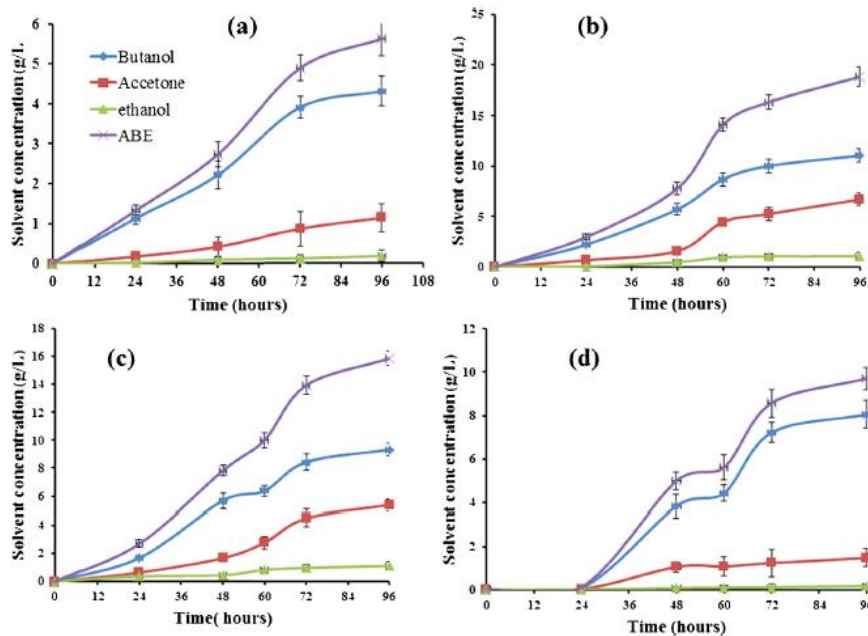 (a)
Solvent concentration (g/L)
6
5
4
3
2
1
0
Butanol
Accetone
ethanol
ABE
0 12 24 36 48 60 72 84 96 108
Time (hours)
(b)
Solvent concentration (g/L)
25
20
15
10
5
0
0 12 24 36 48 60 72 84 96
Time (hours)
(c)
Solvent concentration (g/L)
18
16
14
12
10
8
6
4
2
0
0 12 24 36 48 60 72 84 96
Time( hours)
(d)
Solvent concentration (g/L)
12
10
8
6
4
2
0
0 12 24 36 48 60 72 84 96
Time (hours)